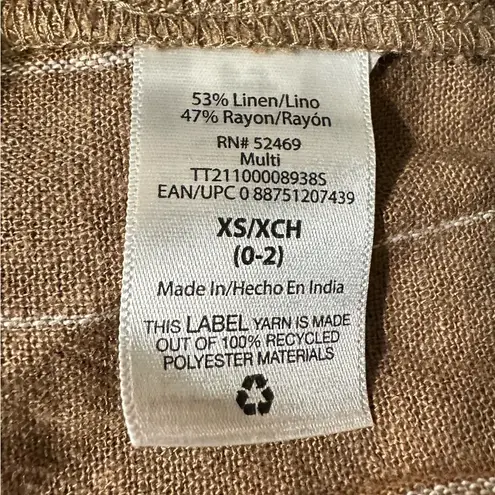 53% Linen/Lino
47% Rayon/Rayón
RN# 52469
Multi
TT21100008938S
EAN/UPC 0 88751207439
XS/XCH
(0-2)
Made In/Hecho En India
THIS LABEL YARN IS MADE
OUT OF 100% RECYCLED
POLYESTER MATERIALS